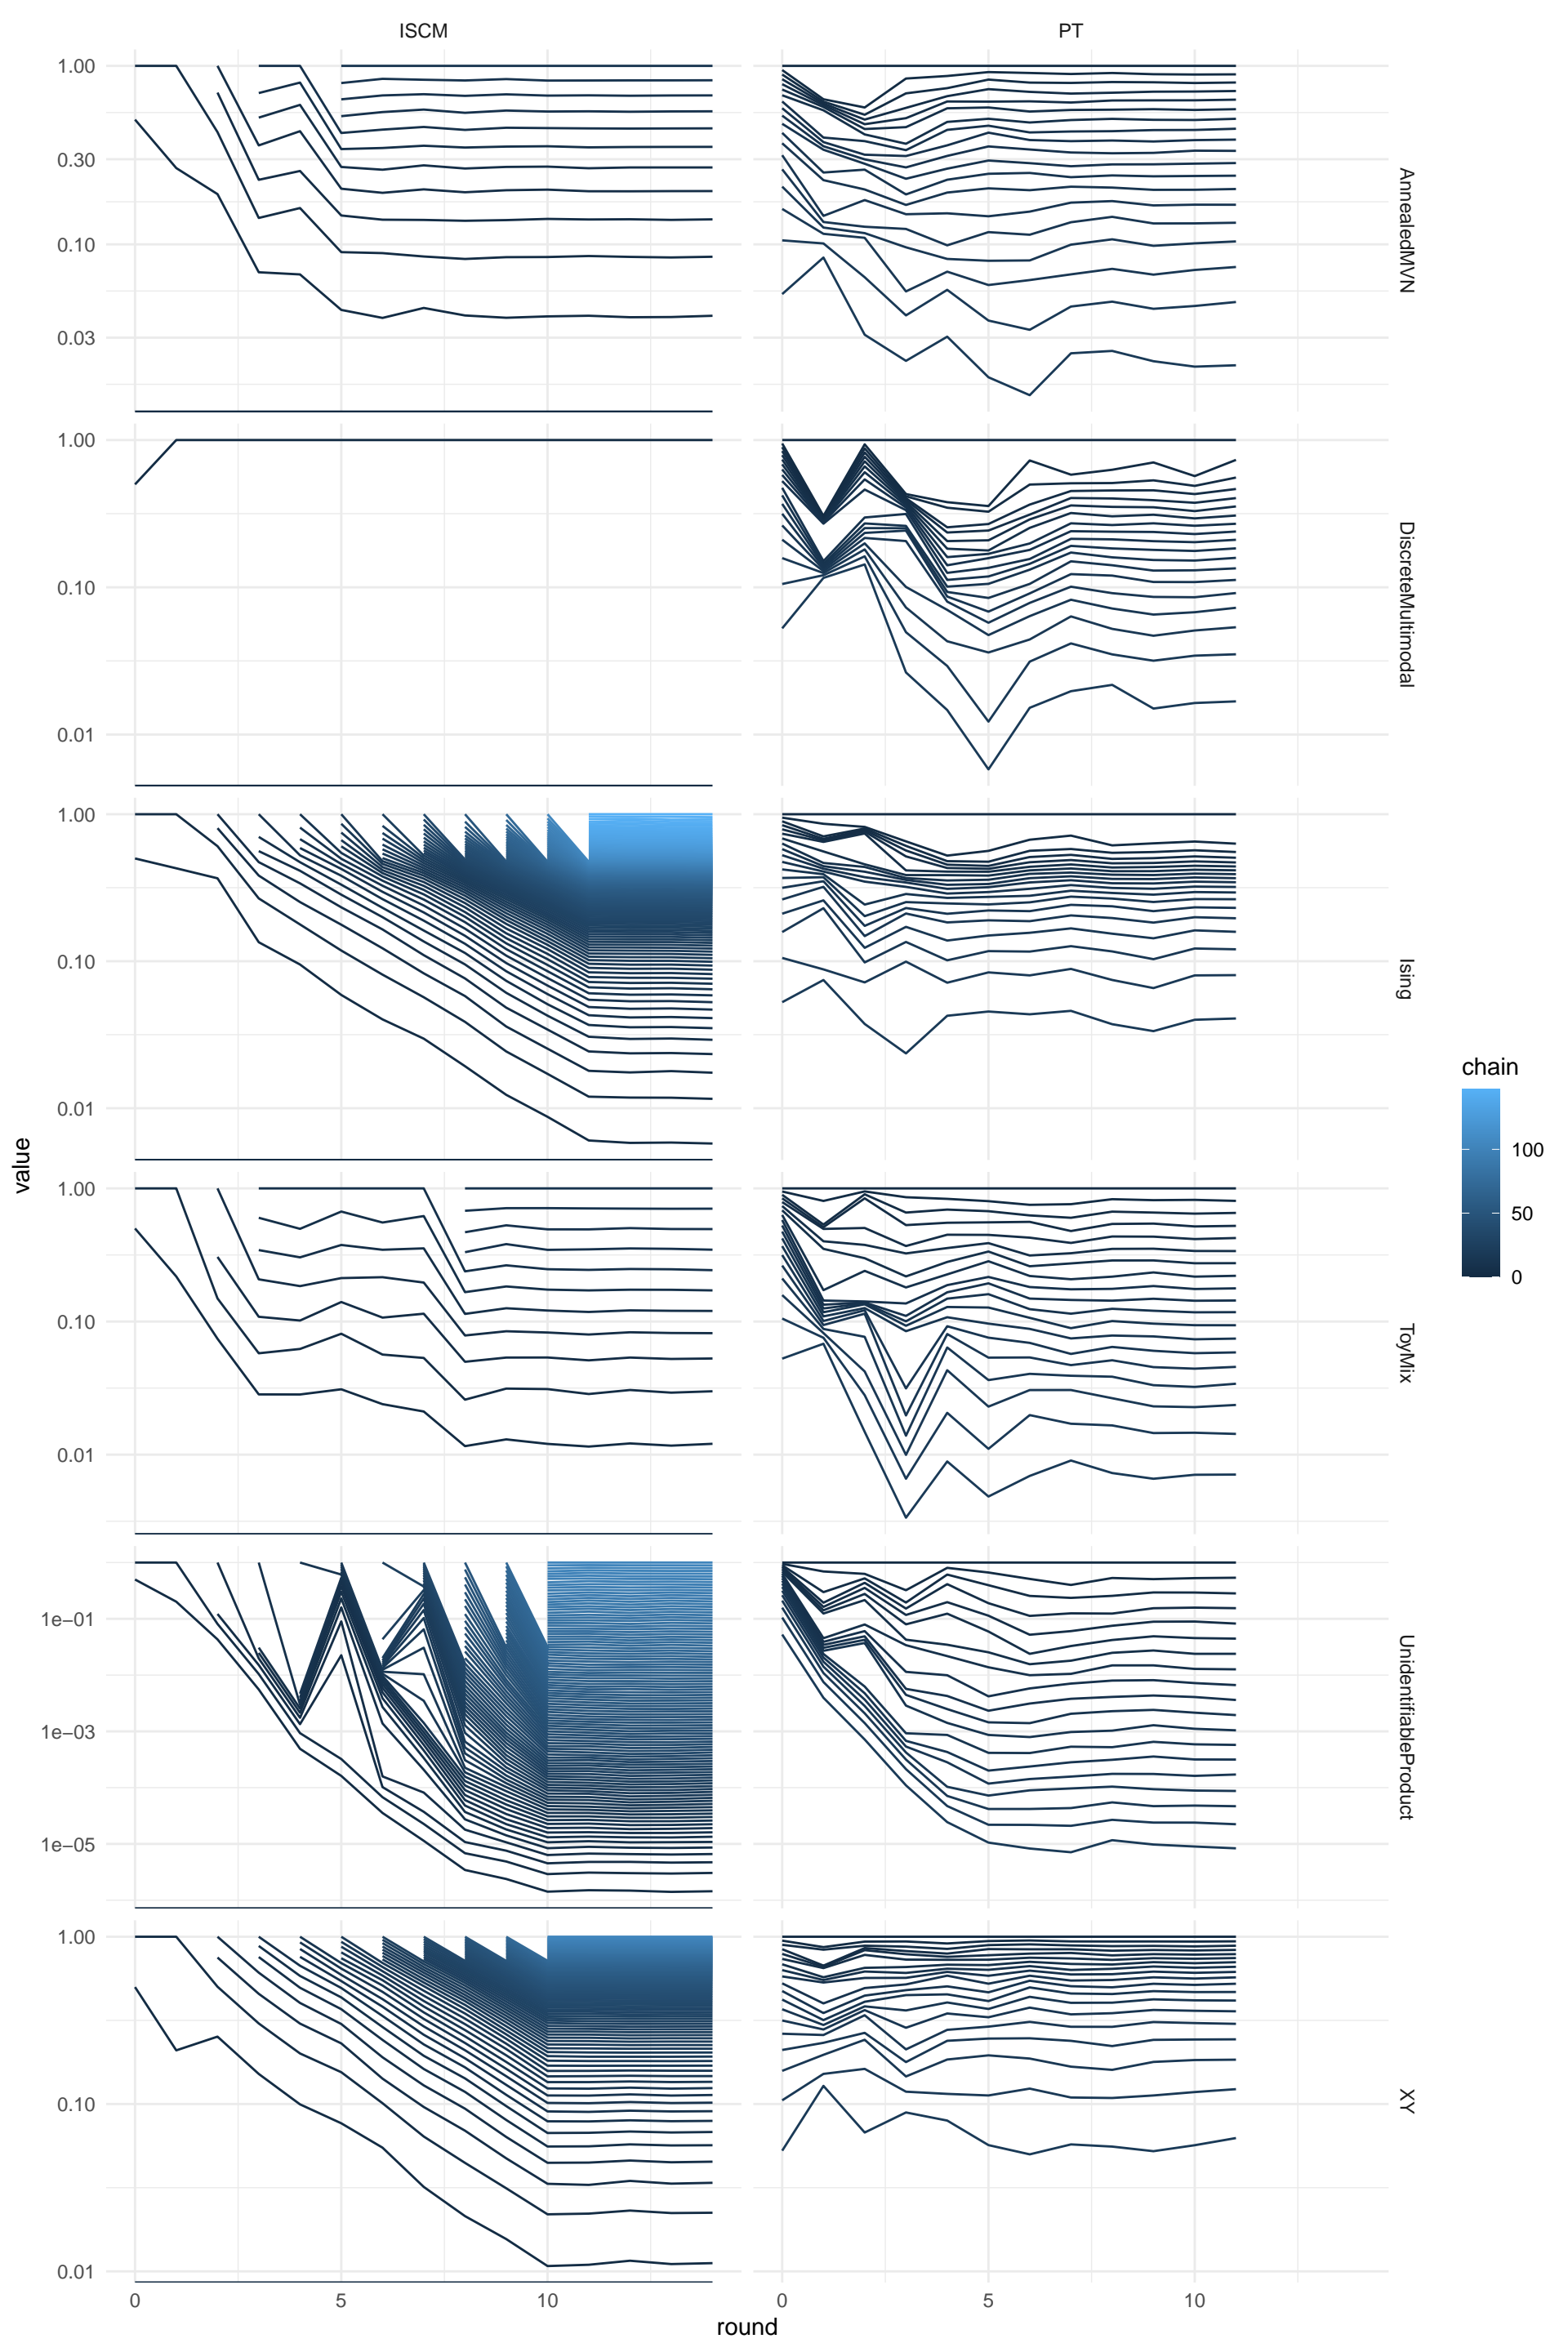 ISCM PT
1.00
0.30
0.10
0.03
AnnealedMVN
1.00
0.10
0.01
DiscreteMultimodal
1.00
0.10
0.01
Ising
1.00
0.10
0.01
ToyMix
1e−01
1e−03
1e−05
UnidentifiableProduct
1.00
0.10
0.01
XY
value
0 5 10 0 5 10
round
chain
100
50
0